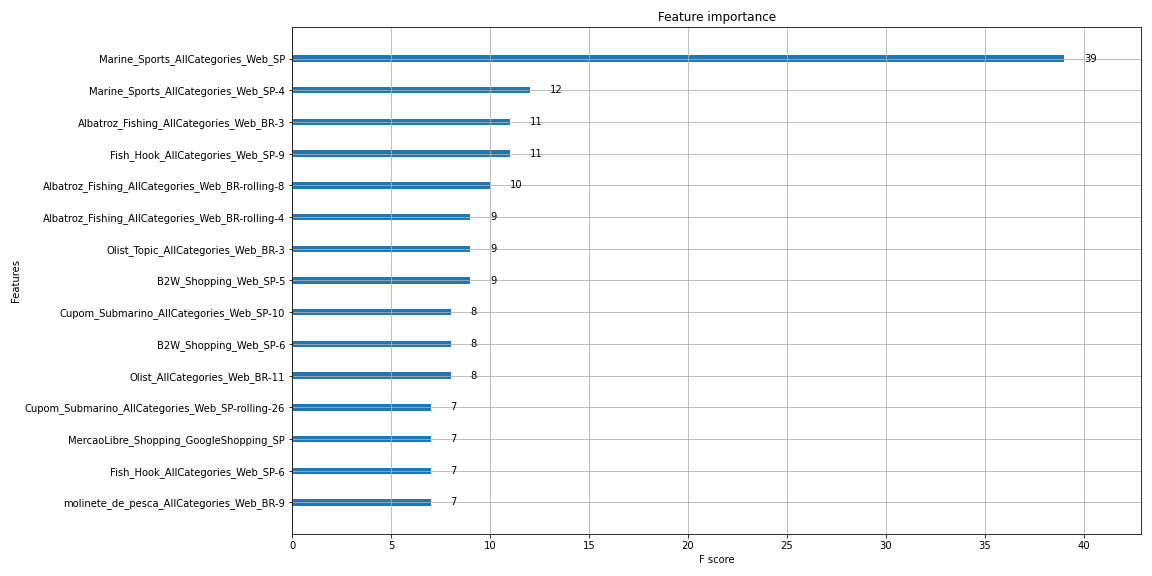 Feature importance
Features
Marine_Sports_AllCategories_Web_SP
39
Marine_Sports_AllCategories_Web_SP-4
12
Albatroz_Fishing_AllCategories_Web_BR-3
11
Fish_Hook_AllCategories_Web_SP-9
11
Albatroz_Fishing_AllCategories_Web_BR-rolling-8
10
Albatroz_Fishing_AllCategories_Web_BR-rolling-4
9
Olist_Topic_AllCategories_Web_BR-3
9
B2W_Shopping_Web_SP-5
9
Cupom_Submarino_AllCategories_Web_SP-10
8
B2W_Shopping_Web_SP-6
8
Olist_AllCategories_Web_BR-11
8
Cupom_Submarino_AllCategories_Web_SP-rolling-26
7
MercaoLibre_Shopping_GoogleShopping_SP
7
Fish_Hook_AllCategories_Web_SP-6
7
molinete_de_pesca_AllCategories_Web_BR-9
7
0 5 10 15 20 25 30 35 40
F score